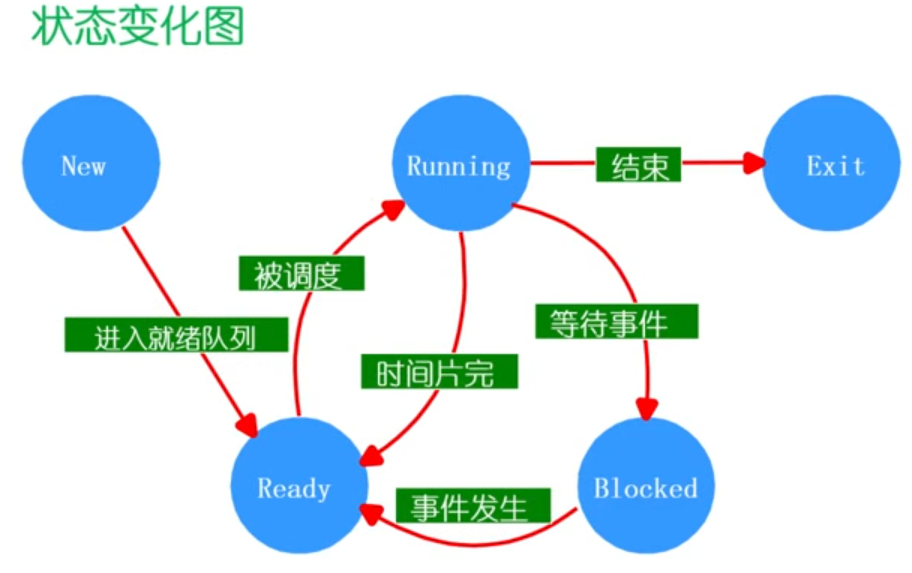 状态变化图
New
Running
结束
Exit
被调度
等待事件
进入就绪队列
时间片完
Ready
事件发生
Blocked